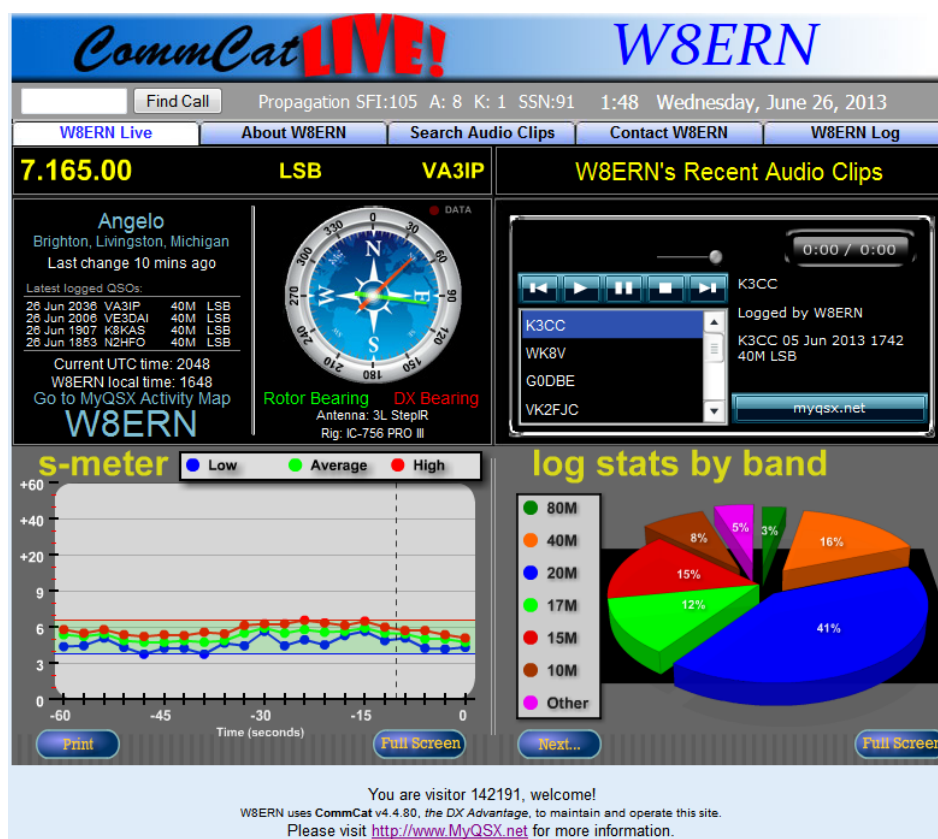 CommCat LIVE! W8ERN
Find Call Propagation SFI:105 A: 8 K: 1 SSN:91 1:48 Wednesday, June 26, 2013
W8ERN Live About W8ERN Search Audio Clips Contact W8ERN W8ERN Log
7.165.00 LSB VA3IP
W8ERN's Recent Audio Clips
Angelo
Brighton, Livingston, Michigan
Last change 10 mins ago
Latest logged QSOs:
26 Jun 2036 VA3IP 40M LSB
26 Jun 2006 VE3DAI 40M LSB
26 Jun 1907 K8KAS 40M LSB
26 Jun 1853 N2HFO 40M LSB
Current UTC time: 2048
W8ERN local time: 1648
Go to MyQSX Activity Map
W8ERN
DATA
0
30
60
90
120
150
180
210
240
270
300
330
N
E
S
W
Rotor Bearing DX Bearing
Antenna: 3L StepIR
Rig: IC-756 PRO III
0:00 / 0:00
K3CC
WK8V
G0DBE
VK2FJC
K3CC
Logged by W8ERN
K3CC 05 Jun 2013 1742
40M LSB
myqsx.net
s-meter
Low Average High
+60
+40
+20
9
6
3
0
-60 -45 -30 -15 0
Time (seconds)
Print Full Screen
log stats by band
80M
40M
20M
17M
15M
10M
Other
5%
3%
8%
16%
15%
12%
41%
Next... Full Screen
You are visitor 142191, welcome!
W8ERN uses CommCat v4.4.80, the DX Advantage, to maintain and operate this site.
Please visit http://www.MyQSX.net for more information.